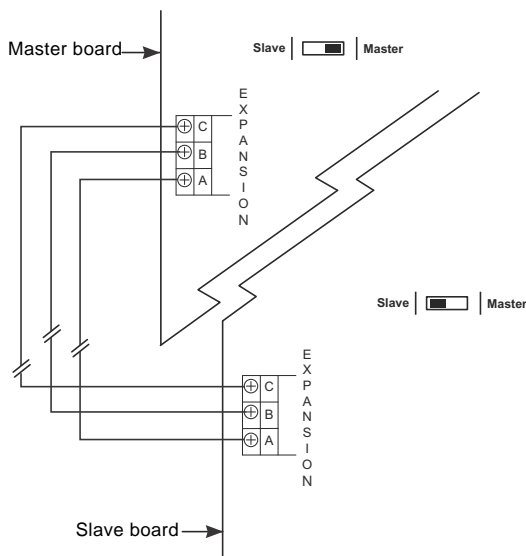 Master board
Slave Master
EXPANSION
C
B
A
Slave Master
EXPANSION
C
B
A
Slave board